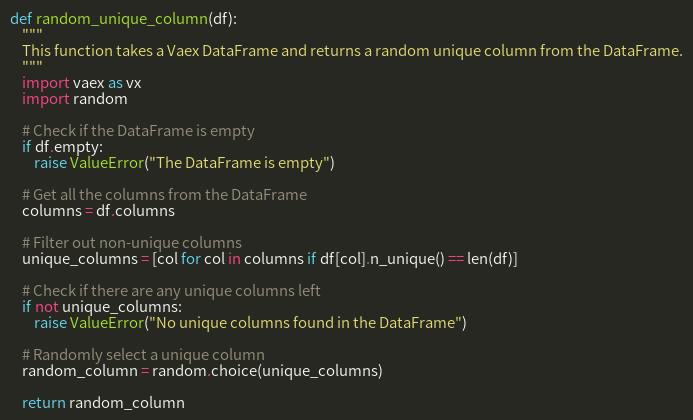 def random_unique_column(df):
    """
    This function takes a Vaex DataFrame and returns a random unique column from the DataFrame.
    """
    import vaex as vx
    import random

    # Check if the DataFrame is empty
    if df.empty:
        raise ValueError("The DataFrame is empty")

    # Get all the columns from the DataFrame
    columns = df.columns

    # Filter out non-unique columns
    unique_columns = [col for col in columns if df[col].n_unique() == len(df)]

    # Check if there are any unique columns left
    if not unique_columns:
        raise ValueError("No unique columns found in the DataFrame")

    # Randomly select a unique column
    random_column = random.choice(unique_columns)

    return random_column